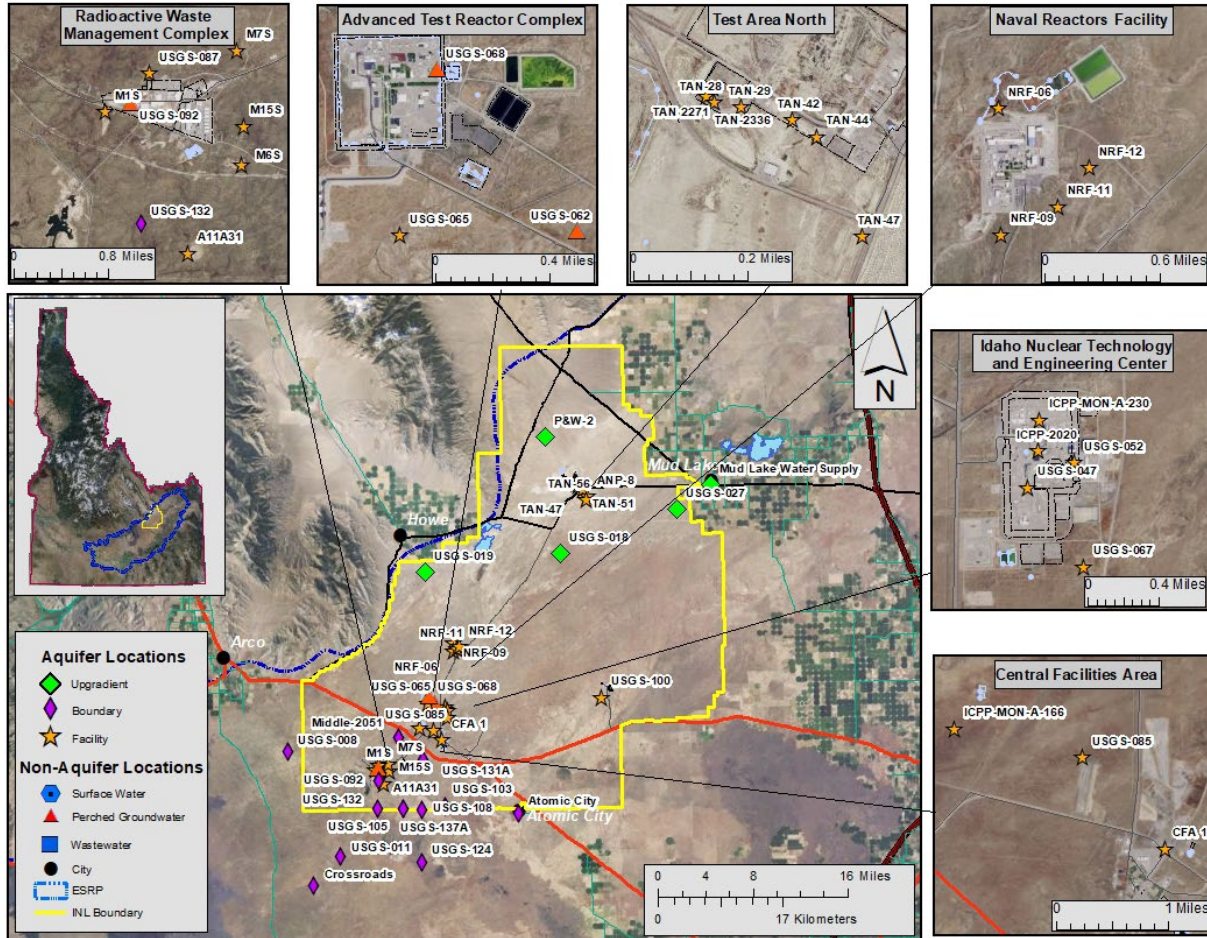 Radioactive Waste
Management Complex
M7S
USGS-087
M1S
USGS-092
M15S
M6S
USGS-132
A11A31
0 0.8 Miles
Advanced Test Reactor Complex
USGS-068
USGS-065
USGS-062
0 0.4 Miles
Test Area North
TAN-28
TAN-29
TAN-2271
TAN-2336
TAN-42
TAN-44
TAN-47
0 0.2 Miles
Naval Reactors Facility
NRF-06
NRF-12
NRF-11
NRF-09
0 0.6 Miles
N
P&W-2
Mud Lake
Mud Lake Water Supply
TAN-56
ANP-8
USGS-027
TAN-47
TAN-51
Howe
USGS-018
USGS-019
Arco
NRF-11
NRF-12
NRF-09
NRF-06
USGS-065
USGS-068
USGS-100
USGS-085
Middle-2051
CFA 1
USGS-008
M1S
M7S
M15S
USGS-131A
USGS-092
A11A31
USGS-103
USGS-132
USGS-108
Atomic City
Atomic City
USGS-105
USGS-137A
USGS-011
USGS-124
Crossroads
0 8 16 Miles
0 17 Kilometers
Aquifer Locations
Upgradient
Boundary
Facility
Non-Aquifer Locations
Surface Water
Perched Groundwater
Wastewater
City
ESRP
INL Boundary
Idaho Nuclear Technology
and Engineering Center
ICPP-MON-A-230
ICPP-2020
USGS-052
USGS-047
USGS-067
0 0.4 Miles
Central Facilities Area
ICPP-MON-A-166
USGS-085
CFA 1
0 1 Miles